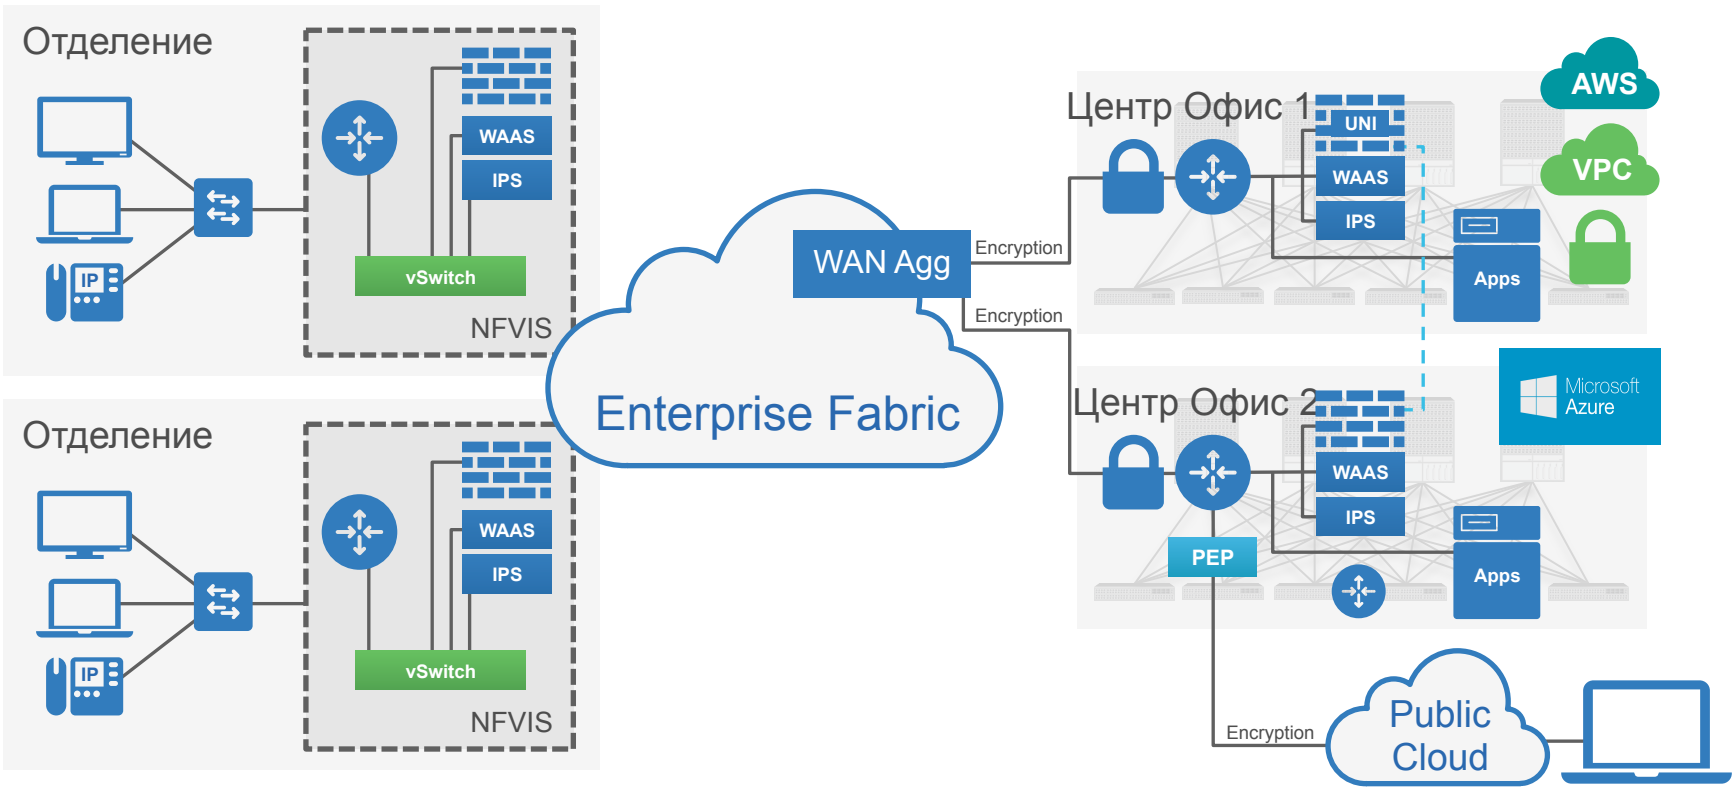 Отделение
IP
WAAS
IPS
vSwitch
NFVIS
Отделение
IP
WAAS
IPS
vSwitch
NFVIS
WAN Agg
Enterprise Fabric
Encryption
Encryption
Центр Офис 1
UNI
WAAS
IPS
Apps
AWS
VPC
Microsoft
Azure
Центр Офис 2
WAAS
IPS
PEP
Apps
Encryption
Public
Cloud